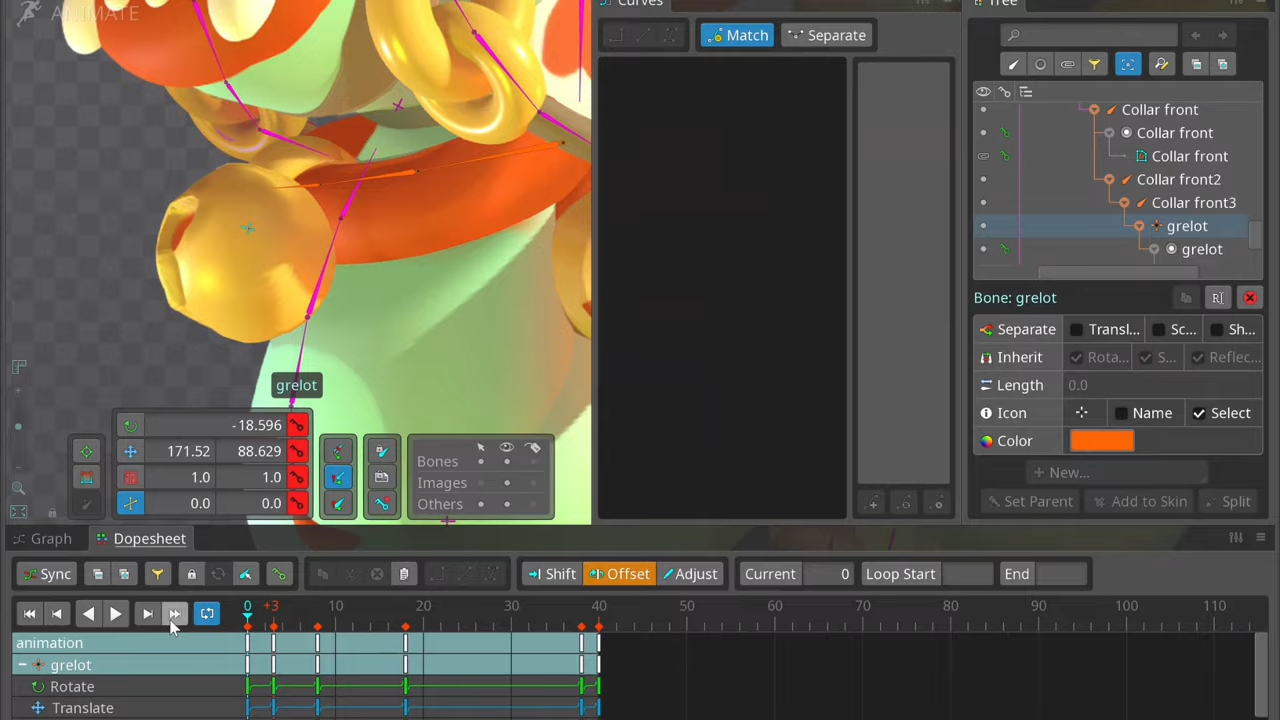 ANIMATE
Curves
Tree
Match
Separate
Collar front
Collar front
Collar front
Collar front2
Collar front3
grelot
grelot
Bone: grelot
Separate Transl... Sc... Sh...
Inherit Rota... S... Reflec...
Length 0.0
Icon Name Select
Color
+ New...
Set Parent Add to Skin Split
grelot
-18.596
171.52 88.629
1.0 1.0
0.0 0.0
Bones
Images
Others
Graph Dopesheet
Sync Shift Offset Adjust Current 0 Loop Start End
0 +3 10 20 30 40 50 60 70 80 90 100 110
animation
grelot
Rotate
Translate